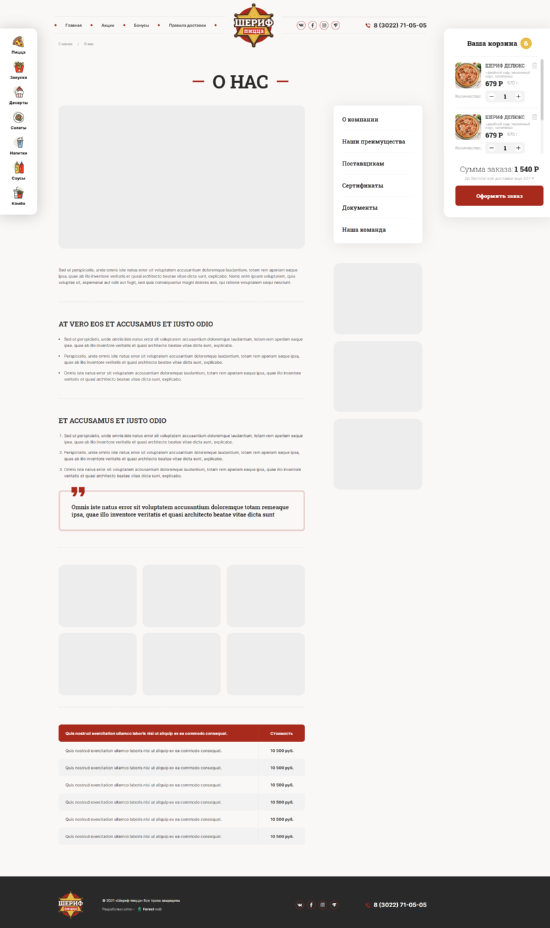 Главная
Акции
Бонусы
Правила доставки
ШЕРИФ
ПИЦЦА
8 (3022) 71-05-05
Главная
О нас
Пицца
Закуски
Десерты
Салаты
Напитки
Соусы
Комбо
О НАС
О компании
Наши преимущества
Поставщикам
Сертификаты
Документы
Наша команда
Ваша корзина
ШЕРИФ ДЕЛЮКС
679 Р
Количество:
1
ШЕРИФ ДЕЛЮКС
679 Р
Количество:
1
Сумма заказа: 1 540 Р
Оформить заказ
Sed ut perspiciatis, unde omnis iste natus error sit voluptatem accusantium doloremque laudantium, totam rem aperiam eaque
ipsa, quae ab illo inventore veritatis et quasi architecto beatae vitae dicta sunt, explicabo. Nemo enim ipsam voluptatem, quia
voluptas sit, aspernatur aut odit aut fugit, sed quia consequuntur magni dolores eos, qui ratione voluptatem sequi nesciunt.
AT VERO EOS ET ACCUSAMUS ET IUSTO ODIO
Sed ut perspiciatis, unde omnis iste natus error sit voluptatem accusantium doloremque laudantium, totam rem aperiam eaque
ipsa, quae ab illo inventore veritatis et quasi architecto beatae vitae dicta sunt, explicabo.
Perspiciatis, unde omnis iste natus error sit voluptatem accusantium doloremque laudantium, totam rem aperiam eaque ipsa,
quae ab illo inventore veritatis et quasi architecto beatae vitae dicta sunt, explicabo.
Omnis iste natus error sit voluptatem accusantium doloremque laudantium, totam rem aperiam eaque ipsa, quae ab illo inventore
veritatis et quasi architecto beatae vitae dicta sunt, explicabo.
ET ACCUSAMUS ET IUSTO ODIO
1. Sed ut perspiciatis, unde omnis iste natus error sit voluptatem accusantium doloremque laudantium, totam rem aperiam eaque
ipsa, quae ab illo inventore veritatis et quasi architecto beatae vitae dicta sunt, explicabo.
2. Perspiciatis, unde omnis iste natus error sit voluptatem accusantium doloremque laudantium, totam rem aperiam eaque ipsa,
quae ab illo inventore veritatis et quasi architecto beatae vitae dicta sunt, explicabo.
3. Omnis iste natus error sit voluptatem accusantium doloremque laudantium, totam rem aperiam eaque ipsa, quae ab illo inventore
veritatis et quasi architecto beatae vitae dicta sunt, explicabo.
Omnis iste natus error sit voluptatem accusantium doloremque totam remeaque
ipsa, quae illo inventore veritatis et quasi architecto beatae vitae dicta sunt
Quis nostrud exercitation ullamco laboris nisi ut aliquip ex ea commodo consequat. Стоимость
Quis nostrud exercitation ullamco laboris nisi ut aliquip ex ea commodo consequat. 10 500 руб.
Quis nostrud exercitation ullamco laboris nisi ut aliquip ex ea commodo consequat. 10 500 руб.
Quis nostrud exercitation ullamco laboris nisi ut aliquip ex ea commodo consequat. 10 500 руб.
Quis nostrud exercitation ullamco laboris nisi ut aliquip ex ea commodo consequat. 10 500 руб.
Quis nostrud exercitation ullamco laboris nisi ut aliquip ex ea commodo consequat. 10 500 руб.
Quis nostrud exercitation ullamco laboris nisi ut aliquip ex ea commodo consequat. 10 500 руб.
ШЕРИФ
ПИЦЦА
© 2021 «Шериф пицца» Все права защищены
Разработка сайта - Forest web
8 (3022) 71-05-05